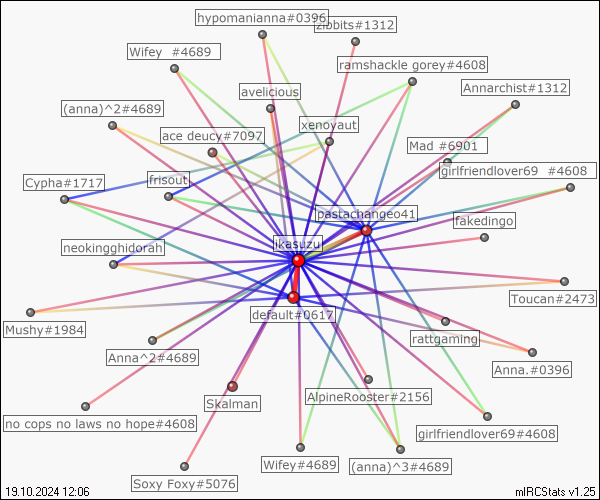 hypomanianna#0396
zibbits#1312
Wifey  #4689
ramshackle gorey#4608
avelicious
Annarchist#1312
(anna)^2#4689
xenovaut
ace deucy#7097
Mad #6901
girlfriendlover69  #4608
Cypha#1717
frisout
pastachangeo41
fakedingo
ikasuzu
neokingghidorah
Toucan#2473
default#0617
Mushy#1984
rattgaming
Anna^2#4689
Anna.#0396
Skalman
AlpineRooster#2156
no cops no laws no hope#4608
girlfriendlover69#4608
Wifey#4689
(anna)^3#4689
Soxy Foxy#5076
19.10.2024 12:06
mIRCStats v1.25